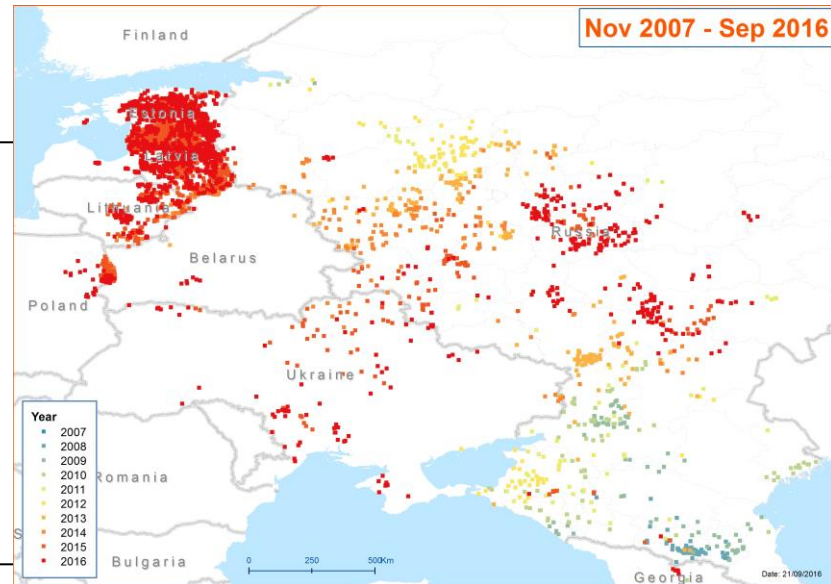 Nov 2007 - Sep 2016
Finland
Estonia
Latvia
Lithuania
Russia
Belarus
Poland
Ukraine
Year
2007
2008
2009
2010
2011
2012
2013
2014
2015
2016
Romania
S
Bulgaria
0 250 500Km
Georgia
Date: 21/09/2016